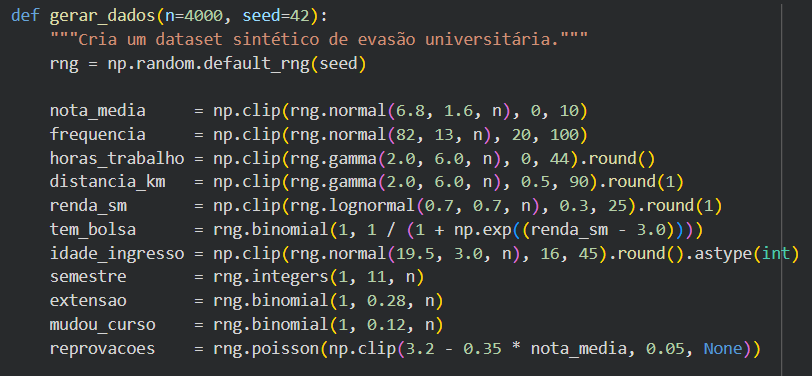 def gerar_dados(n=4000, seed=42):
    """Cria um dataset sintético de evasão universitária."""
    rng = np.random.default_rng(seed)

    nota_media     = np.clip(rng.normal(6.8, 1.6, n), 0, 10)
    frequencia     = np.clip(rng.normal(82, 13, n), 20, 100)
    horas_trabalho = np.clip(rng.gamma(2.0, 6.0, n), 0, 44).round()
    distancia_km   = np.clip(rng.gamma(2.0, 6.0, n), 0.5, 90).round(1)
    renda_sm       = np.clip(rng.lognormal(0.7, 0.7, n), 0.3, 25).round(1)
    tem_bolsa      = rng.binomial(1, 1 / (1 + np.exp((renda_sm - 3.0))))
    idade_ingresso = np.clip(rng.normal(19.5, 3.0, n), 16, 45).round().astype(int)
    semestre       = rng.integers(1, 11, n)
    extensao       = rng.binomial(1, 0.28, n)
    mudou_curso    = rng.binomial(1, 0.12, n)
    reprovacoes    = rng.poisson(np.clip(3.2 - 0.35 * nota_media, 0.05, None))